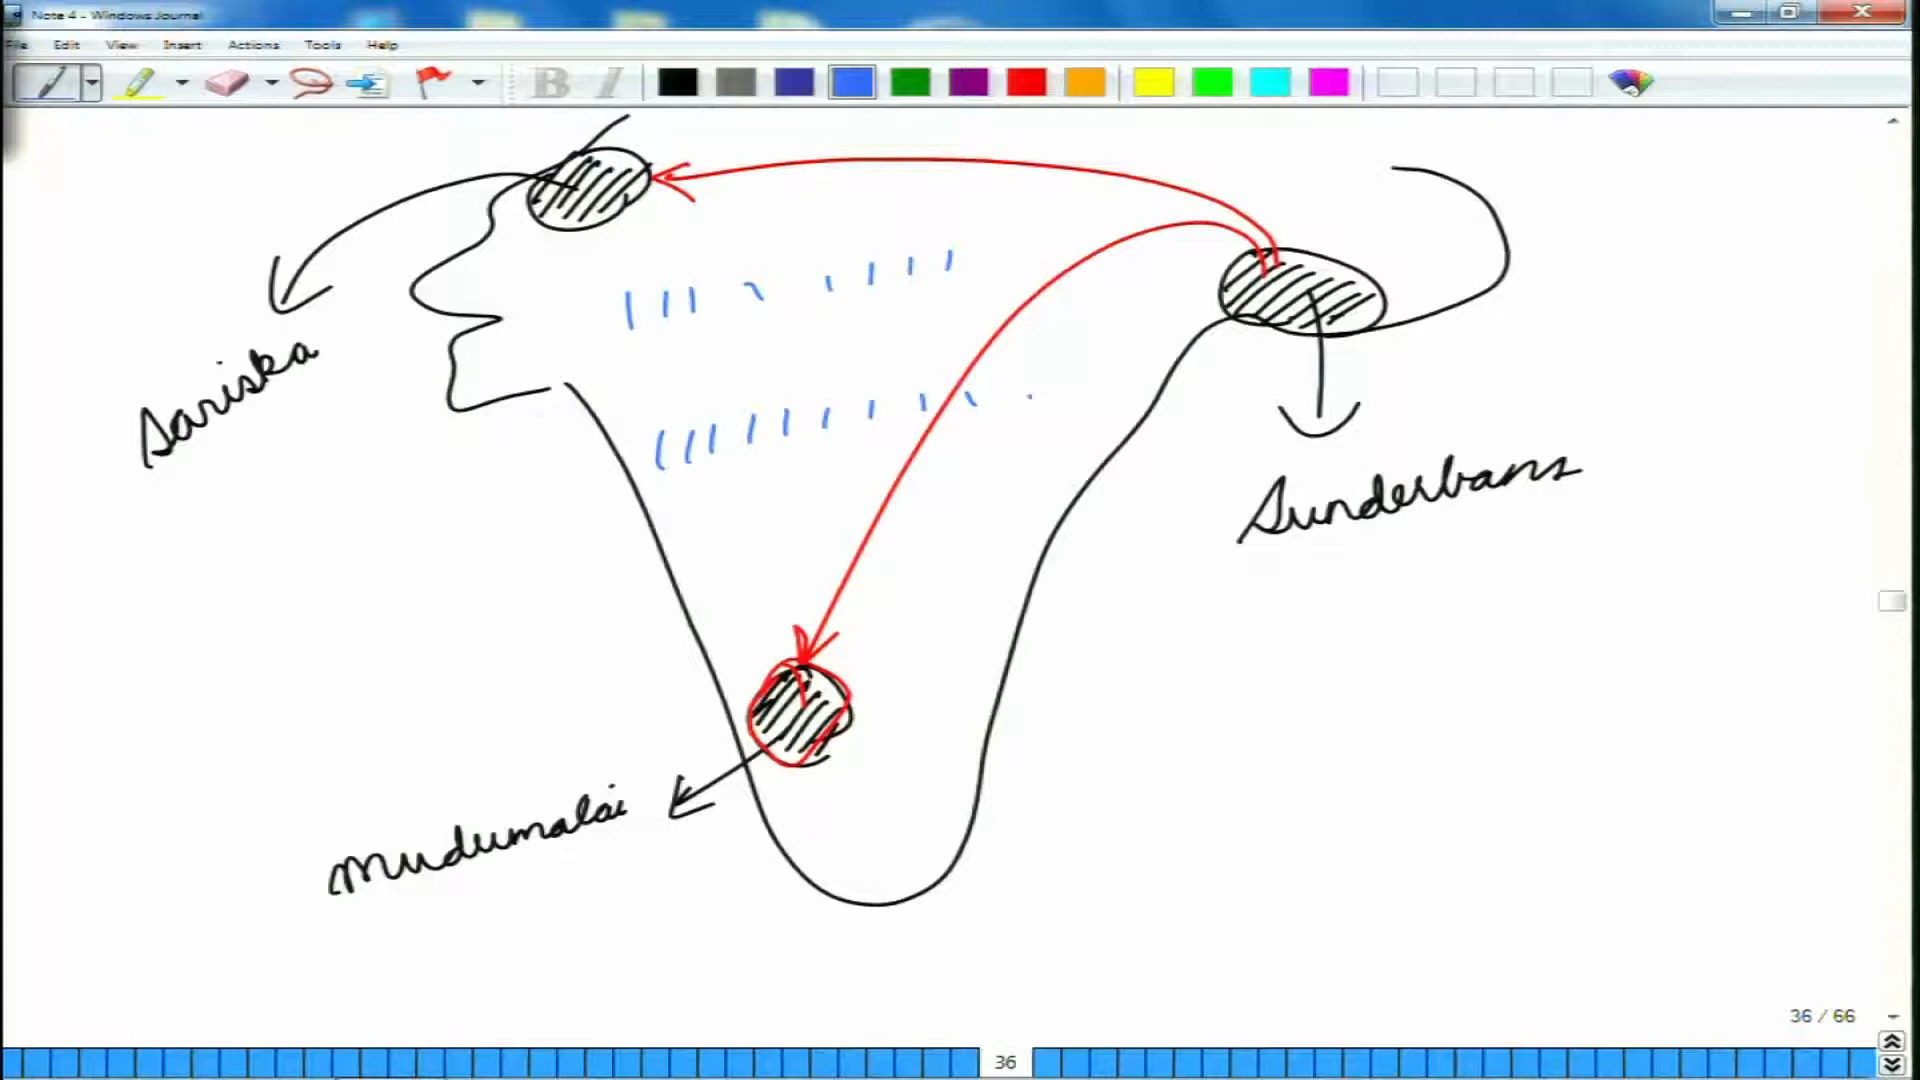 Note 4 - Windows Journal
File Edit View Insert Actions Tools Help
B I
Sariska
Sunderbans
Mudumalai
36 / 66
36